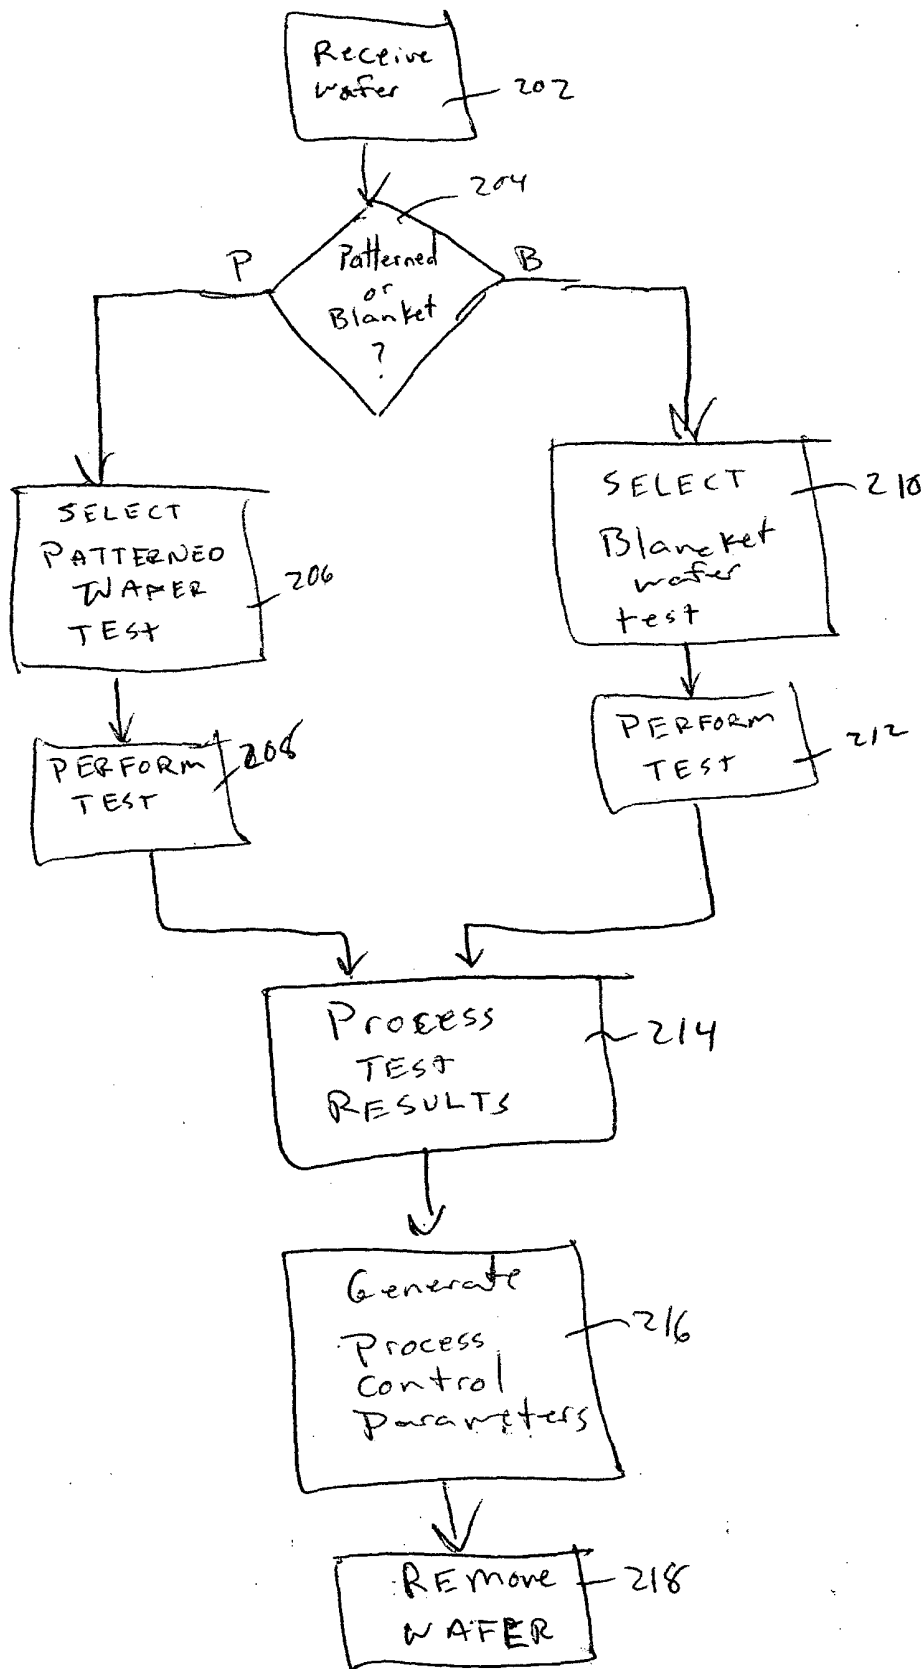 Receive
wafer
202
204
P
Patterned
or
Blanket
?
B
SELECT
PATTERNED
WAFER
TEST
206
SELECT
Blancket
wafer
test
210
PERFORM
TEST
208
PERFORM
TEST
212
Process
TEST
RESULTS
214
Generate
Process
Control
Parameters
216
REMOVE
WAFER
218